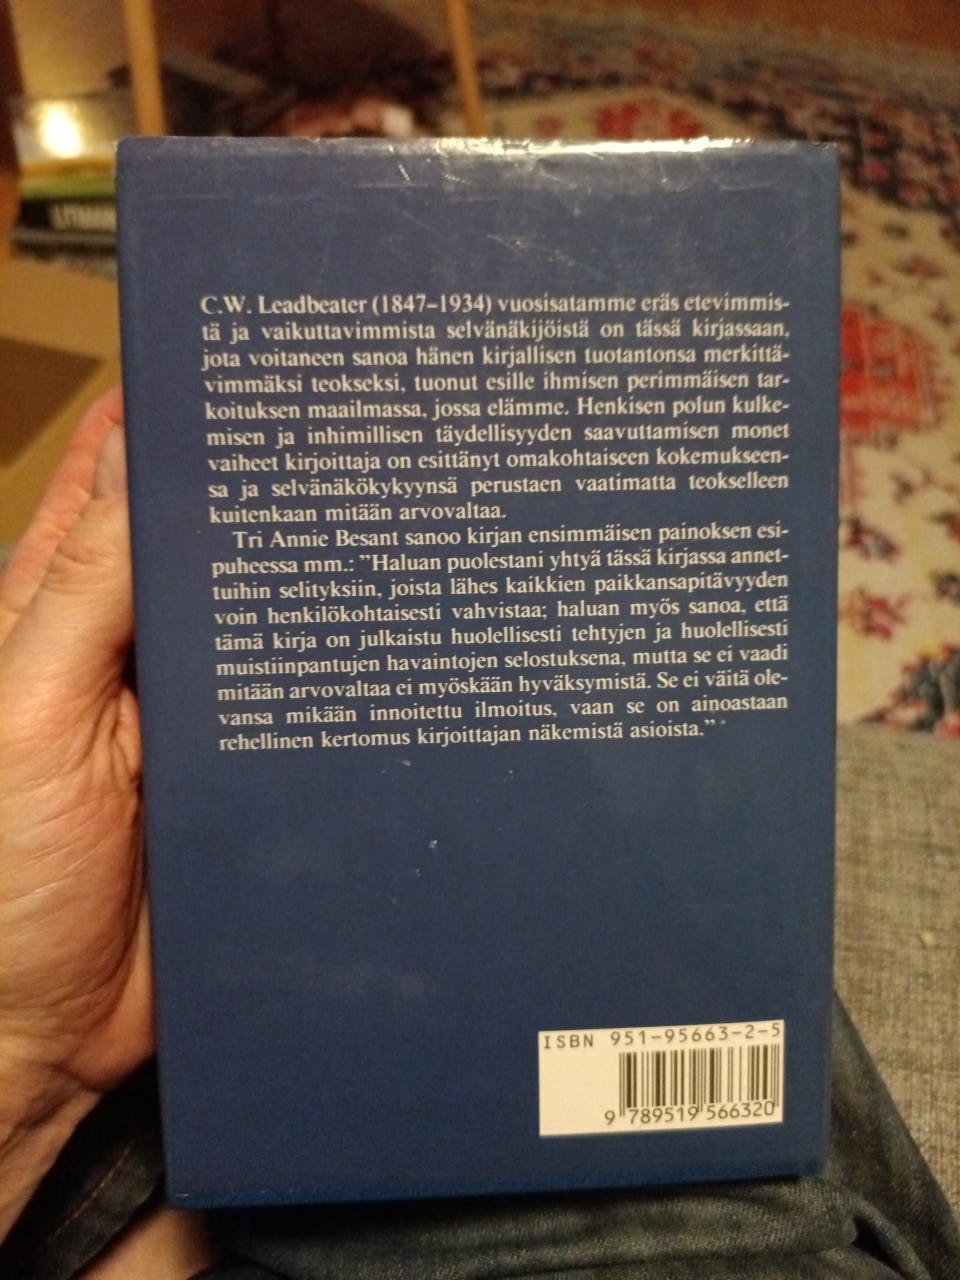 C.W. Leadbeater (1847–1934) vuosisatamme eräs etevimmis-
tä ja vaikuttavimmista selvänäkijöistä on tässä kirjassaan,
jota voitaneen sanoa hänen kirjallisen tuotantonsa merkittä-
vimmäksi teokseksi, tuonut esille ihmisen perimmäisen tar-
koituksen maailmassa, jossa elämme. Henkisen polun kulke-
misen ja inhimillisen täydellisyyden saavuttamisen monet
vaiheet kirjoittaja on esittänyt omakohtaiseen kokemukseen-
sa ja selvänäkökykyynsä perustaen vaatimatta teokselleen
kuitenkaan mitään arvovaltaa.
Tri Annie Besant sanoo kirjan ensimmäisen painoksen esi-
puheessa mm.: ”Haluan puolestani yhtyä tässä kirjassa annet-
tuihin selityksiin, joista lähes kaikkien paikkansapitävyyden
voin henkilökohtaisesti vahvistaa; haluan myös sanoa, että
tämä kirja on julkaistu huolellisesti tehtyjen ja huolellisesti
muistiinpantujen havaintojen selostuksena, mutta se ei vaadi
mitään arvovaltaa ei myöskään hyväksymistä. Se ei väitä ole-
vansa mikään innoitettu ilmoitus, vaan se on ainoastaan
rehellinen kertomus kirjoittajan näkemistä asioista.”
ISBN 951-95663-2-5
9 789519 566320